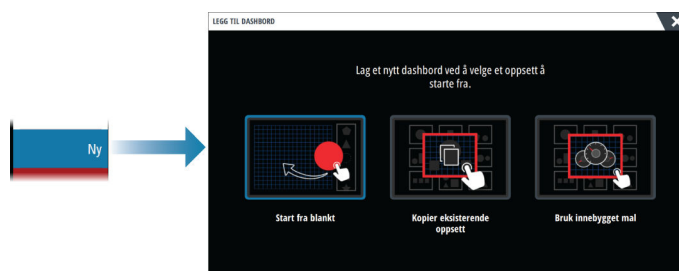 LEGG TIL DASHBORD
Lag et nytt dashbord ved å velge et oppsett å
starte fra.
Ny
Start fra blankt
Kopier eksisterende
oppsett
Bruk innebygget mal